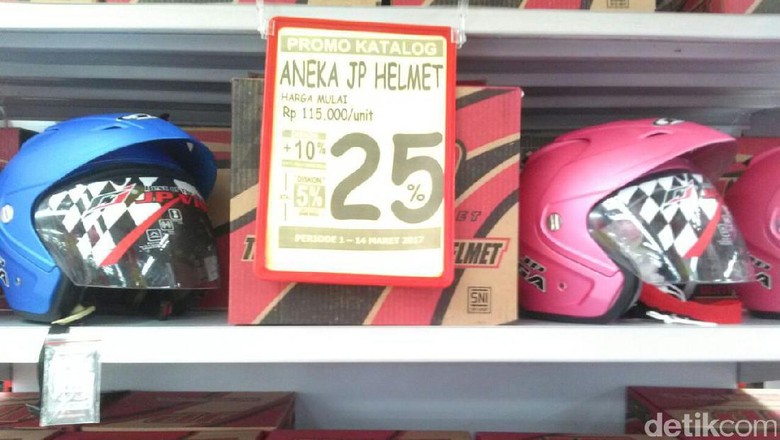 PROMO KATALOG
ANEKA JP HELMET
HARGA MULAI
Rp 115.000/unit
+10%
25%
DISKON
5%
PERIODE 1 - 14 MARET 2017
HELMET
SNI
detikcom